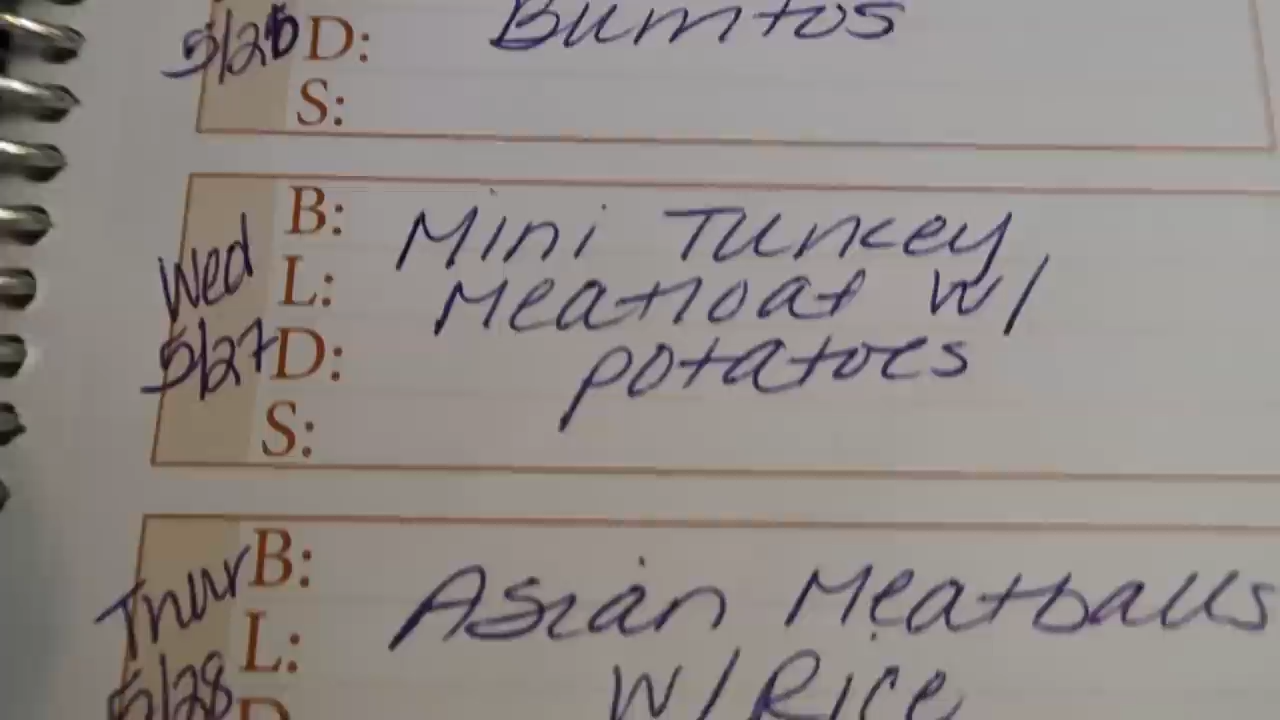 5/26 D: Burritos
S:
B: Mini Turkey
Wed L: Meatloaf w/
5/27 D: potatoes
S:
Thur B: Asian Meatballs
L: w/ Rice
5/28 D: